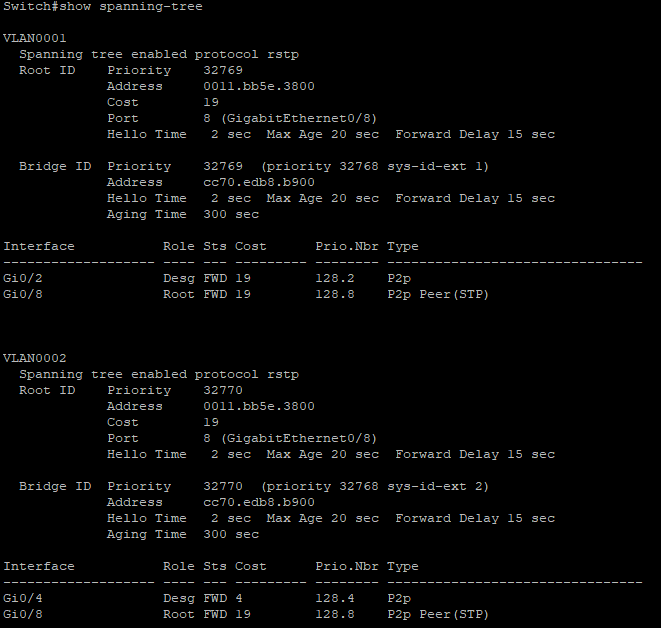 Switch#show spanning-tree

VLAN0001
  Spanning tree enabled protocol rstp
  Root ID    Priority    32769
             Address     0011.bb5e.3800
             Cost        19
             Port        8 (GigabitEthernet0/8)
             Hello Time   2 sec  Max Age 20 sec  Forward Delay 15 sec

  Bridge ID  Priority    32769  (priority 32768 sys-id-ext 1)
             Address     cc70.edb8.b900
             Hello Time   2 sec  Max Age 20 sec  Forward Delay 15 sec
             Aging Time  300 sec

Interface           Role Sts Cost      Prio.Nbr Type
------------------- ---- --- --------- -------- --------------------------------
Gi0/2               Desg FWD 19        128.2    P2p
Gi0/8               Root FWD 19        128.8    P2p Peer(STP)

VLAN0002
  Spanning tree enabled protocol rstp
  Root ID    Priority    32770
             Address     0011.bb5e.3800
             Cost        19
             Port        8 (GigabitEthernet0/8)
             Hello Time   2 sec  Max Age 20 sec  Forward Delay 15 sec

  Bridge ID  Priority    32770  (priority 32768 sys-id-ext 2)
             Address     cc70.edb8.b900
             Hello Time   2 sec  Max Age 20 sec  Forward Delay 15 sec
             Aging Time  300 sec

Interface           Role Sts Cost      Prio.Nbr Type
------------------- ---- --- --------- -------- --------------------------------
Gi0/4               Desg FWD 4         128.4    P2p
Gi0/8               Root FWD 19        128.8    P2p Peer(STP)